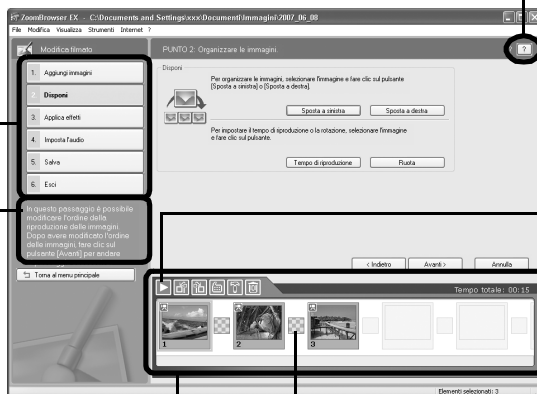 ZoomBrowser EX - C:\Documents and Settings\xxx\Documenti\Immagini\2007_06_08
File Modifica Visualizza Strumenti Internet ?
Modifica filmato
PUNTO 2: Organizzare le immagini.
?
1. Aggiungi immagini
2. Disponi
3. Applica effetti
4. Imposta l'audio
5. Salva
6. Esci
Disponi
Per organizzare le immagini, selezionare l'immagine e fare clic sul pulsante
[Sposta a sinistra] o [Sposta a destra].
Sposta a sinistra
Sposta a destra
Per impostare il tempo di riproduzione o la rotazione, selezionare l'immagine
e fare clic sul pulsante.
Tempo di riproduzione
Ruota
In questo passaggio è possibile
modificare l'ordine della
riproduzione delle immagini.
Dopo avere modificato l'ordine
delle immagini, fare clic sul
pulsante [Avanti] per andare
Torna al menu principale
< Indietro
Avanti >
Annulla
Tempo totale: 00:15
1
2
3
Elementi selezionati: 3